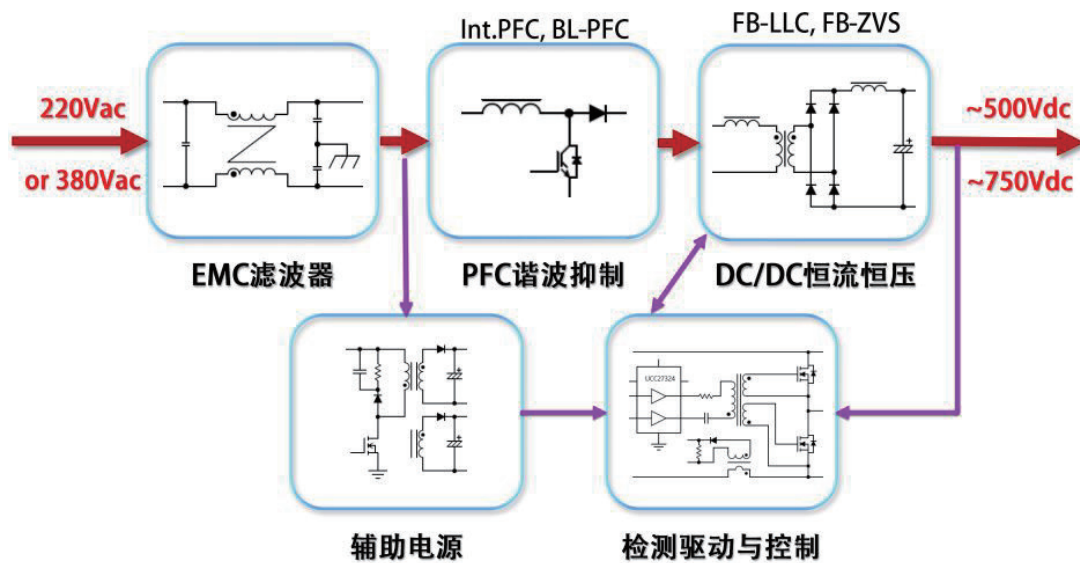 Int.PFC, BL-PFC
FB-LLC, FB-ZVS
220Vac
or 380Vac
~500Vdc
~750Vdc
EMC滤波器
PFC谐波抑制
DC/DC恒流恒压
UCC27324
辅助电源
检测驱动与控制